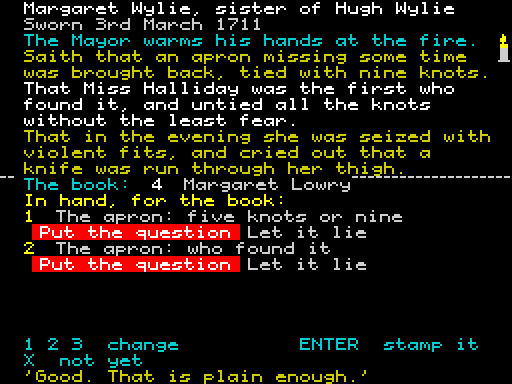 Margaret Wylie, sister of Hugh Wylie
Sworn 3rd March 1711
The Mayor warms his hands at the fire.
Saith that an apron missing some time
was brought back, tied with nine knots.
That Miss Halliday was the first who
found it, and untied all the knots
without the least fear.
That in the evening she was seized with
violent fits, and cried out that a
knife was run through her thigh.
The book: 4 Margaret Lowry
In hand, for the book:
1 The apron: five knots or nine
Put the question Let it lie
2 The apron: who found it
Put the question Let it lie
1 2 3 change ENTER stamp it
X not yet
'Good. That is plain enough.'